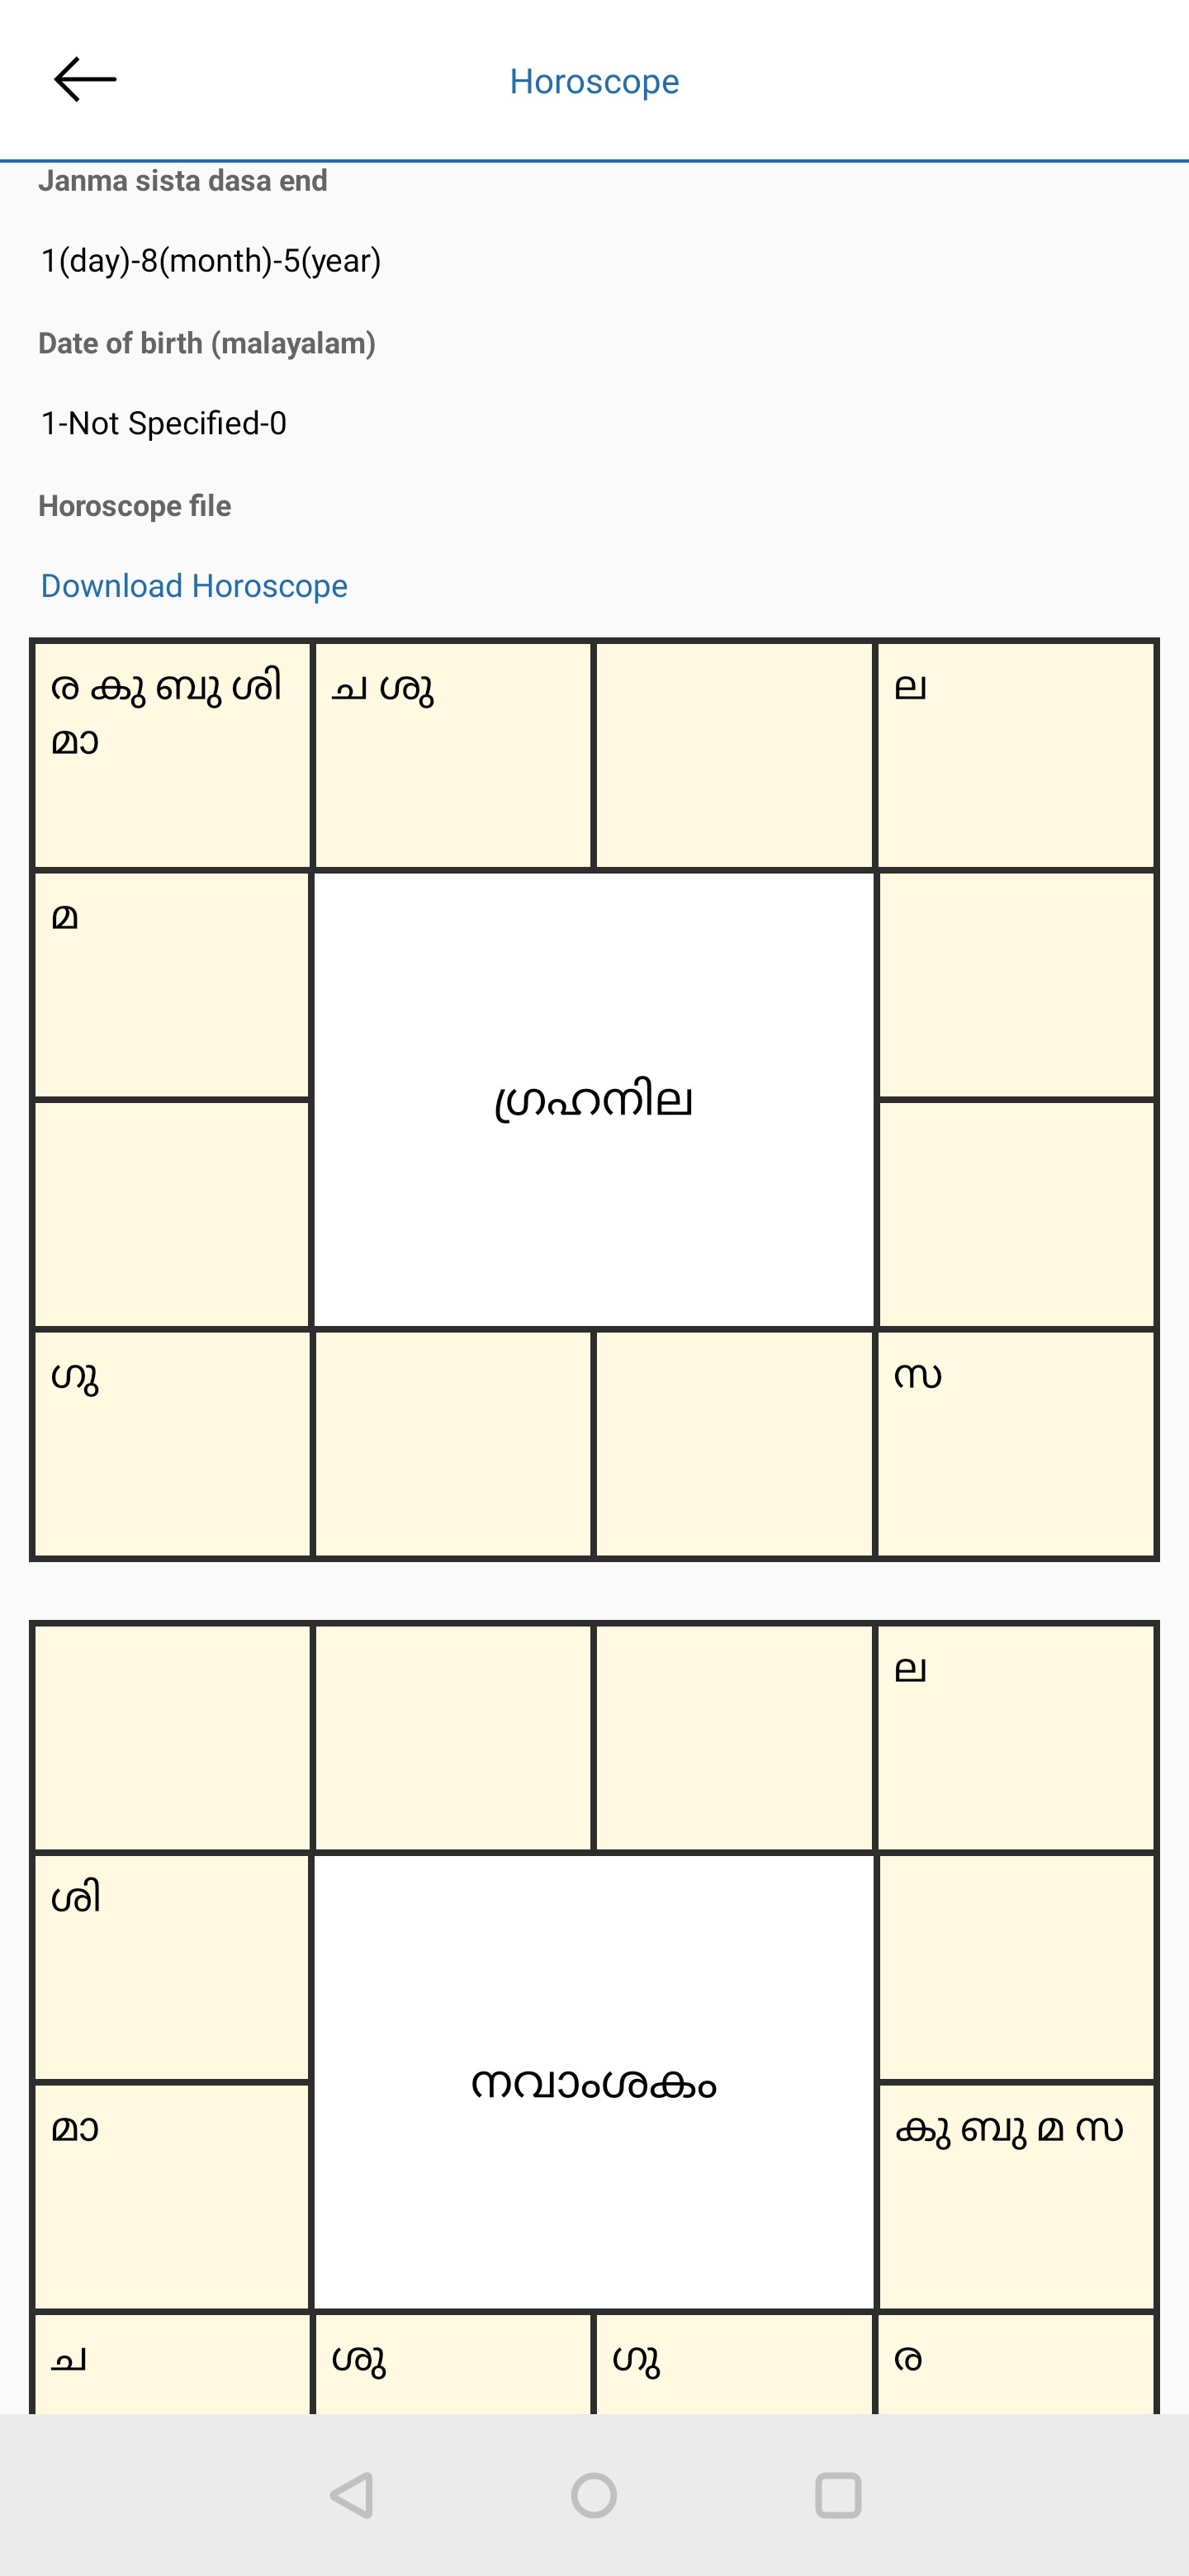 Horoscope
Janma sista dasa end
1(day)-8(month)-5(year)
Date of birth (malayalam)
1-Not Specified-0
Horoscope file
Download Horoscope
ര കു ബു ശി
മാ
ച ശു
ല
മ
ഗ്രഹനില
ഗു
സ
ല
ശി
നവാംശകം
മാ
കു ബു മ സ
ച
ശു
ഗു
ര